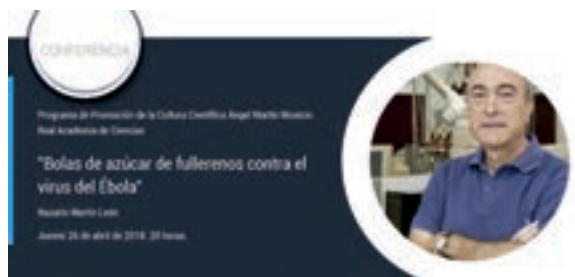 CONFERENCIA
Programa de Promoción de la Cultura Científica Ángel Martín Municio
Real Academia de Ciencias
"Bolas de azúcar de fullerenos contra el
virus del Ébola"
Nazario Martín León
Jueves 26 de abril de 2018. 20 horas.